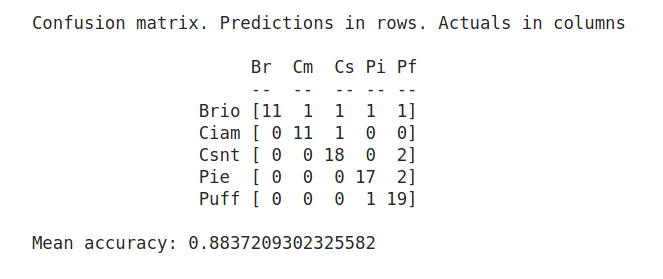 Confusion matrix. Predictions in rows. Actuals in columns
Br Cm Cs Pi Pf
-- -- -- -- --
Brio [11 1 1 1 1]
Ciam [ 0 11 1 0 0]
Csnt [ 0 0 18 0 2]
Pie [ 0 0 0 17 2]
Puff [ 0 0 0 1 19]
Mean accuracy: 0.8837209302325582